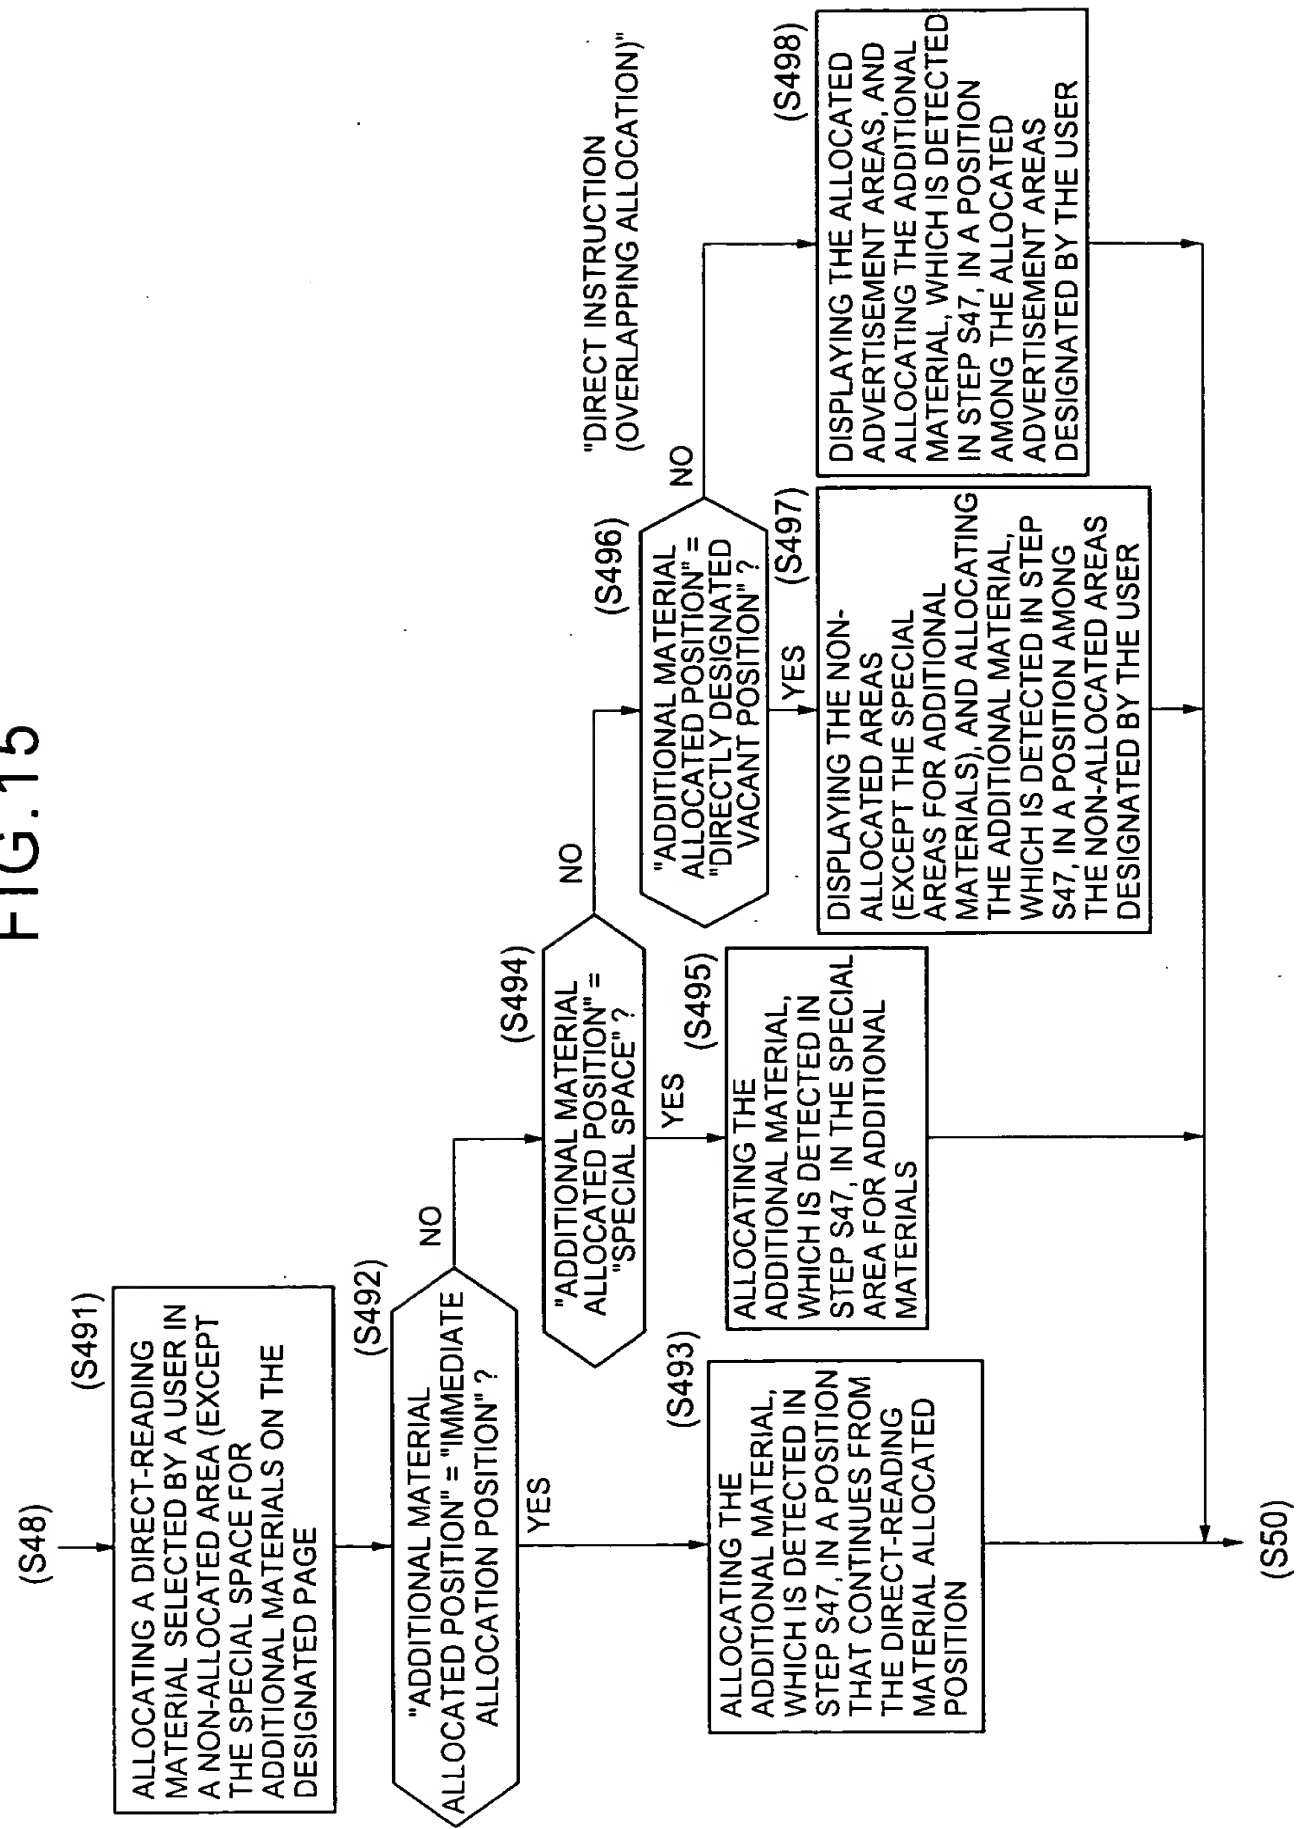 FIG.15
(S48)
(S491)
ALLOCATING A DIRECT-READING
MATERIAL SELECTED BY A USER IN
A NON-ALLOCATED AREA (EXCEPT
THE SPECIAL SPACE FOR
ADDITIONAL MATERIALS ON THE
DESIGNATED PAGE
(S492)
"ADDITIONAL MATERIAL
ALLOCATED POSITION" = "IMMEDIATE
ALLOCATION POSITION" ?
NO
YES
(S493)
ALLOCATING THE
ADDITIONAL MATERIAL,
WHICH IS DETECTED IN
STEP S47, IN A POSITION
THAT CONTINUES FROM
THE DIRECT-READING
MATERIAL ALLOCATED
POSITION
(S494)
"ADDITIONAL MATERIAL
ALLOCATED POSITION" =
"SPECIAL SPACE" ?
NO
YES
(S495)
ALLOCATING THE
ADDITIONAL MATERIAL,
WHICH IS DETECTED IN
STEP S47, IN THE SPECIAL
AREA FOR ADDITIONAL
MATERIALS
(S496)
"ADDITIONAL MATERIAL
ALLOCATED POSITION" =
"DIRECTLY DESIGNATED
VACANT POSITION" ?
NO
YES
(S497)
DISPLAYING THE NON-
ALLOCATED AREAS
(EXCEPT THE SPECIAL
AREAS FOR ADDITIONAL
MATERIALS), AND ALLOCATING
THE ADDITIONAL MATERIAL,
WHICH IS DETECTED IN STEP
S47, IN A POSITION AMONG
THE NON-ALLOCATED AREAS
DESIGNATED BY THE USER
"DIRECT INSTRUCTION
(OVERLAPPING ALLOCATION)"
(S498)
DISPLAYING THE ALLOCATED
ADVERTISEMENT AREAS, AND
ALLOCATING THE ADDITIONAL
MATERIAL, WHICH IS DETECTED
IN STEP S47, IN A POSITION
AMONG THE ALLOCATED
ADVERTISEMENT AREAS
DESIGNATED BY THE USER
(S50)